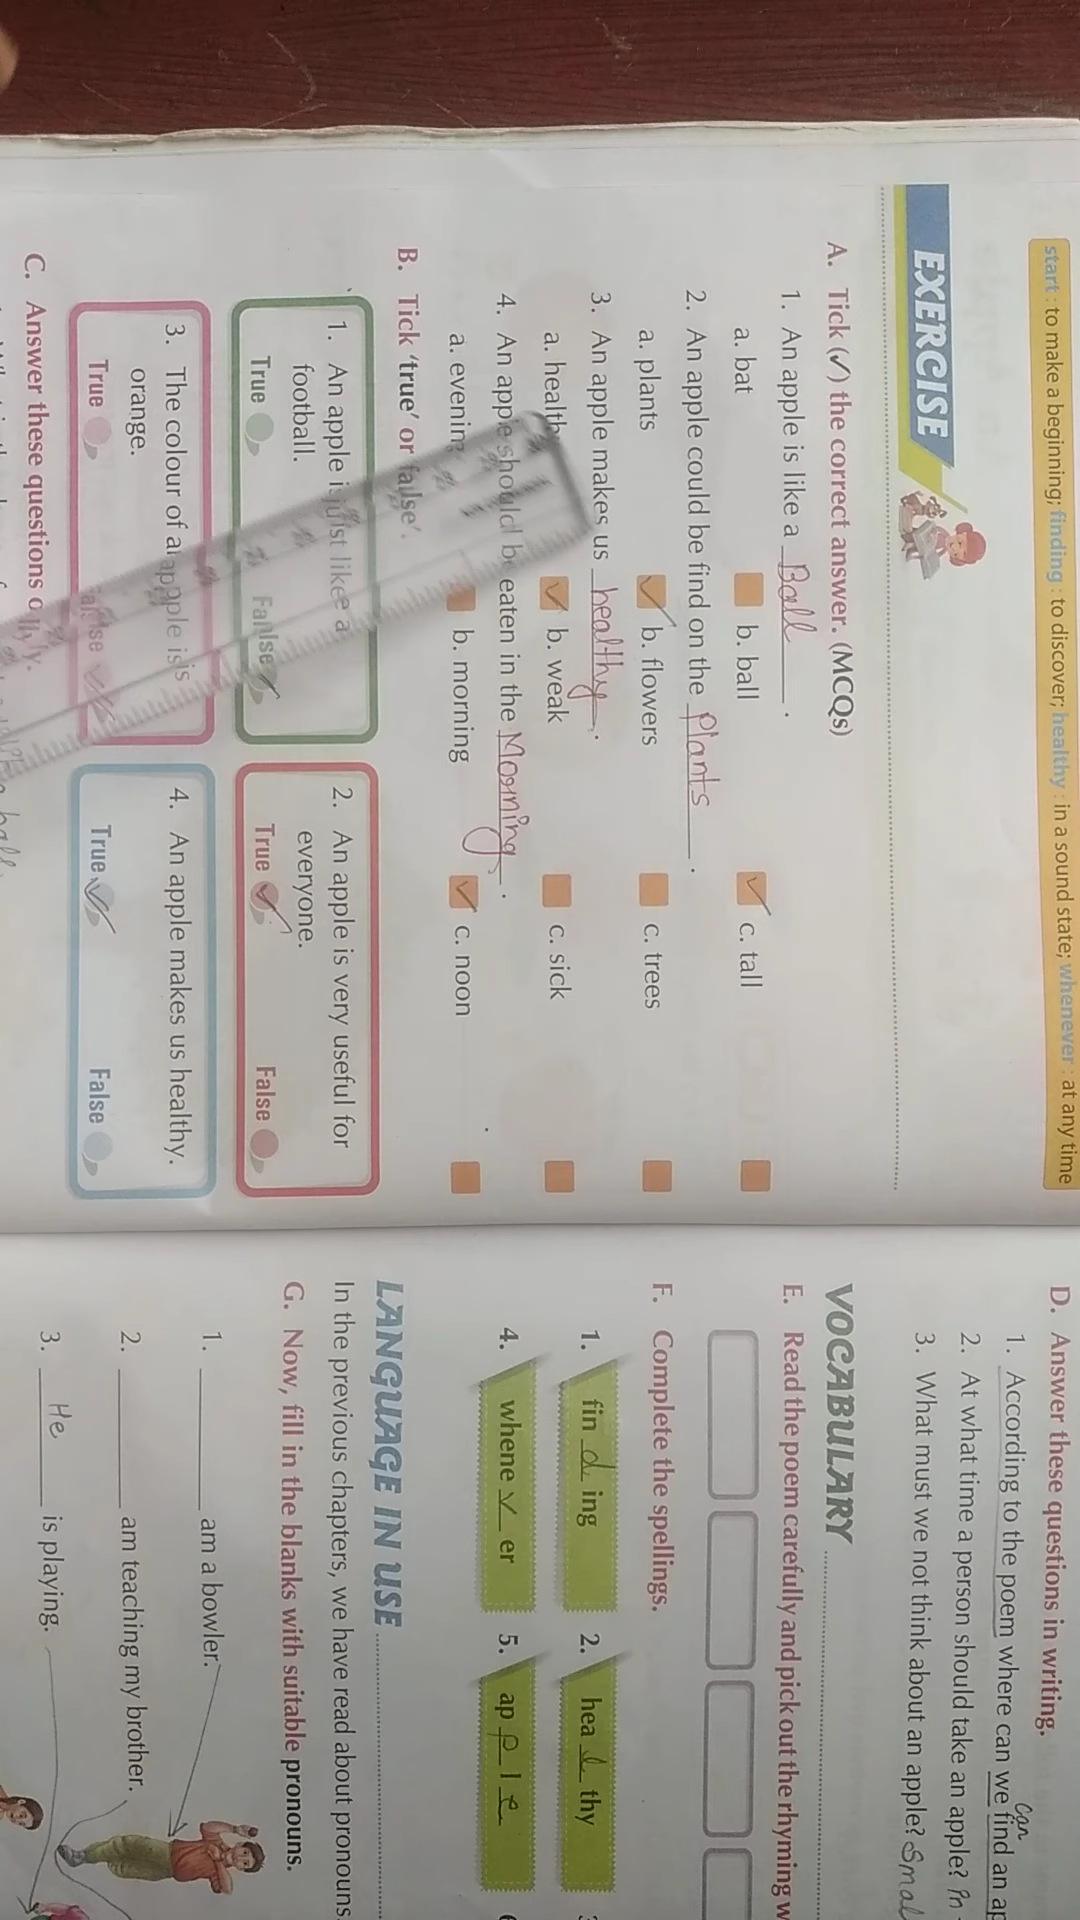 start : to make a beginning; finding : to discover; healthy : in a sound state; whenever : at any time
EXERCISE
A. Tick (✓) the correct answer. (MCQs)
1. An apple is like a Ball .
a. bat b. ball c. tall
2. An apple could be find on the plants .
a. plants b. flowers c. trees
3. An apple makes us healthy .
a. health b. weak c. sick
4. An apple should be eaten in the Morning .
a. evening b. morning c. noon
B. Tick 'true' or false'.
1. An apple is just like a
football.
True False
2. An apple is very useful for
everyone.
True False
3. The colour of apple is
orange.
True False
4. An apple makes us healthy.
True False
C. Answer these questions
ball.
D. Answer these questions in writing.
can
1. According to the poem where can we find an
2. At what time a person should take an apple? In
3. What must we not think about an apple? Smal
VOCABULARY
E. Read the poem carefully and pick out the rhyming
F. Complete the spellings.
1. fin d ing 2. hea l thy
4. whene v er 5. ap p l e
LANGUAGE IN USE
In the previous chapters, we have read about pronouns.
G. Now, fill in the blanks with suitable pronouns.
1. am a bowler.
2. am teaching my brother.
3. He is playing.